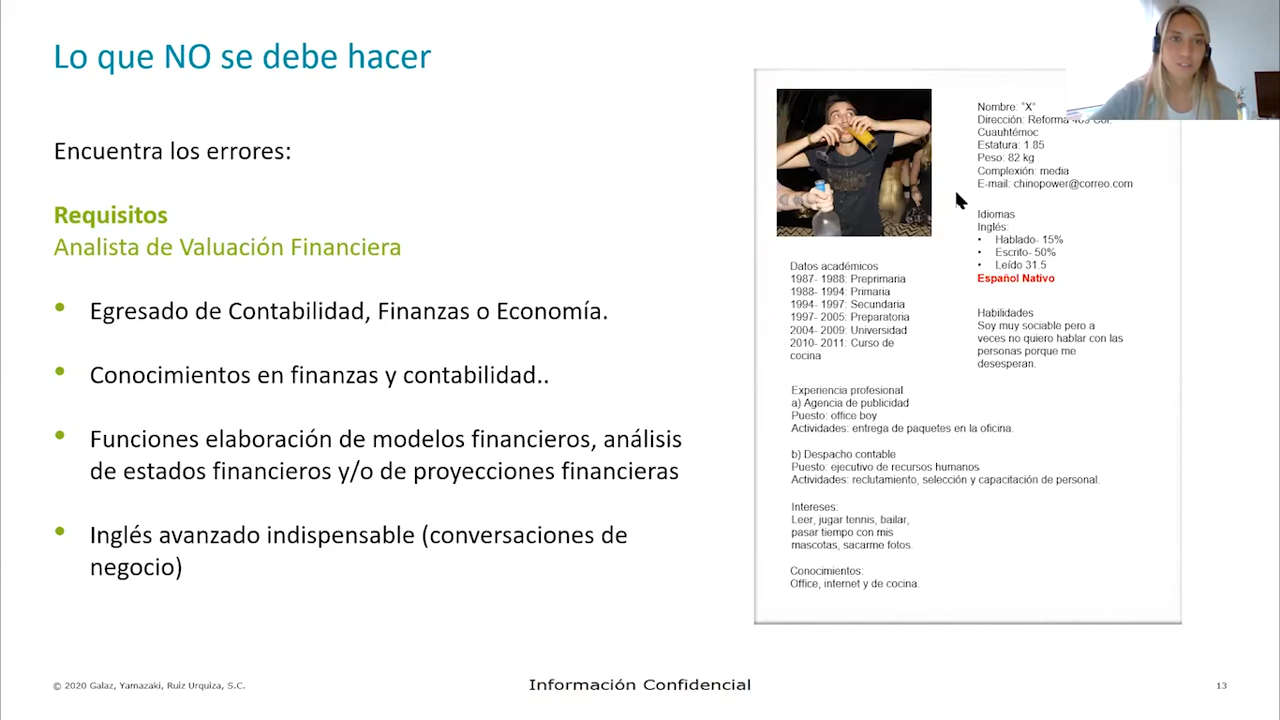 Lo que NO se debe hacer
Encuentra los errores:
Requisitos
Analista de Valuación Financiera
• Egresado de Contabilidad, Finanzas o Economía.
• Conocimientos en finanzas y contabilidad..
• Funciones elaboración de modelos financieros, análisis
de estados financieros y/o de proyecciones financieras
• Inglés avanzado indispensable (conversaciones de
negocio)
Nombre: "X"
Dirección: Reforma
Cuauhtémoc
Estatura: 1.85
Peso: 82 kg
Complexión: media
E-mail: chinopower@correo.com
Idiomas
Inglés:
• Hablado- 15%
• Escrito- 50%
• Leído 31.5
Español Nativo
Habilidades
Soy muy sociable pero a
veces no quiero hablar con las
personas porque me
desesperan.
Datos académicos
1987- 1988: Preprimaria
1988- 1994: Primaria
1994- 1997: Secundaria
1997- 2005: Preparatoria
2004- 2009: Universidad
2010- 2011: Curso de
cocina
Experiencia profesional
a) Agencia de publicidad
Puesto: office boy
Actividades: entrega de paquetes en la oficina.
b) Despacho contable
Puesto: ejecutivo de recursos humanos
Actividades: reclutamiento, selección y capacitación de personal.
Intereses:
Leer, jugar tennis, bailar,
pasar tiempo con mis
mascotas, sacarme fotos.
Conocimientos:
Office, internet y de cocina.
© 2020 Galaz, Yamazaki, Ruiz Urquiza, S.C.
Información Confidencial
13